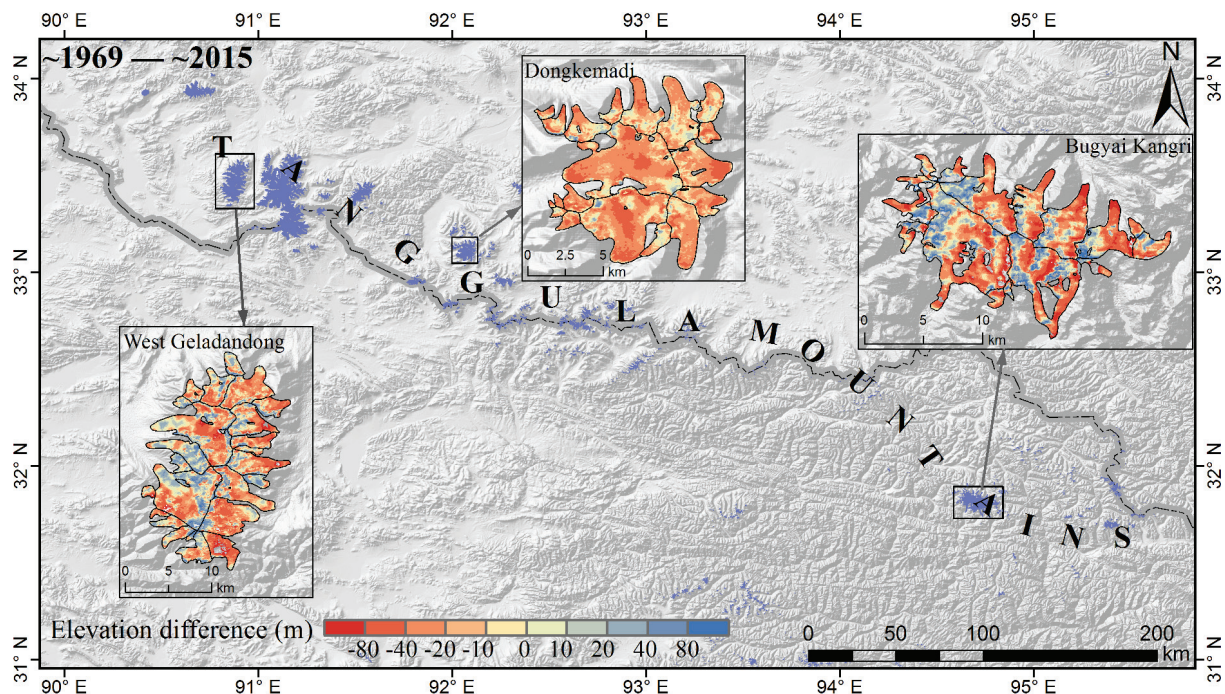 90° E 91° E 92° E 93° E 94° E 95° E
~1969 — ~2015
N
34° N
34° N
Dongkemadi
Bugyai Kangri
T A N G G U L A M O U N T A I N S
0 2.5 5
km
0 5 10
km
33° N
33° N
West Geladandong
32° N
32° N
0 5 10
km
Elevation difference (m)
-80 -40 -20 -10 0 10 20 40 80
0 50 100 200
km
31° N
31° N
90° E 91° E 92° E 93° E 94° E 95° E